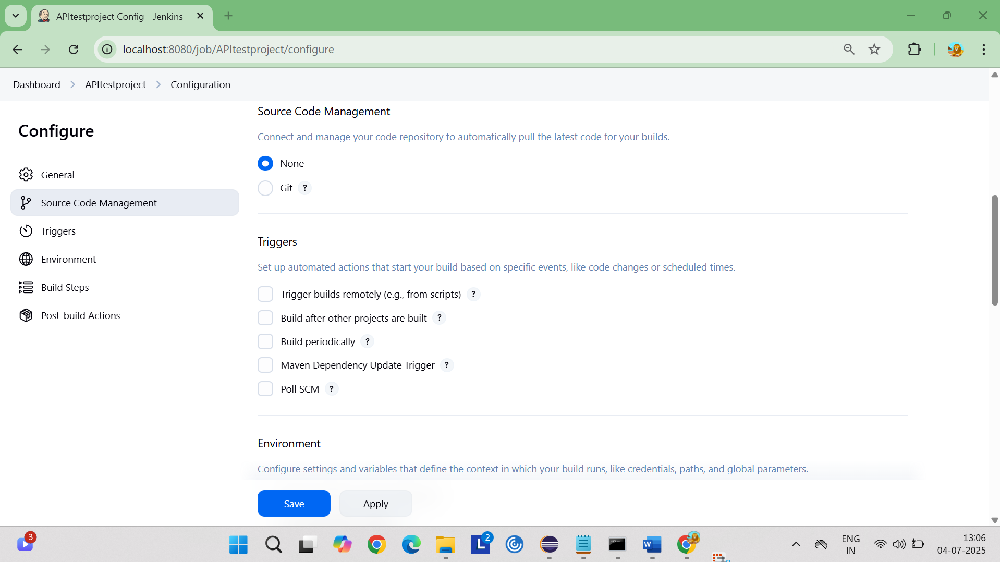 APItestproject Config - Jenkins
localhost:8080/job/APItestproject/configure
Dashboard > APItestproject > Configuration
Configure
General
Source Code Management
Triggers
Environment
Build Steps
Post-build Actions
Source Code Management
Connect and manage your code repository to automatically pull the latest code for your builds.
None
Git ?
Triggers
Set up automated actions that start your build based on specific events, like code changes or scheduled times.
Trigger builds remotely (e.g., from scripts) ?
Build after other projects are built ?
Build periodically ?
Maven Dependency Update Trigger ?
Poll SCM ?
Environment
Configure settings and variables that define the context in which your build runs, like credentials, paths, and global parameters.
Save Apply
3
L 2
W
ENG
IN
13:06
04-07-2025